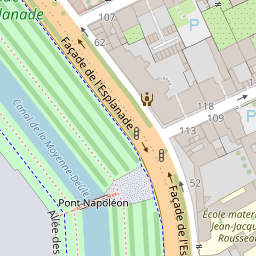 107
62
planade
P
Façade de l'Esplanade
118
109
113
Canal de la Moyenne-Deûle
52
P
Pont-Napoléon
Façade de l'Es
École mater
Jean-Jacqu
Rousseau
Allée des